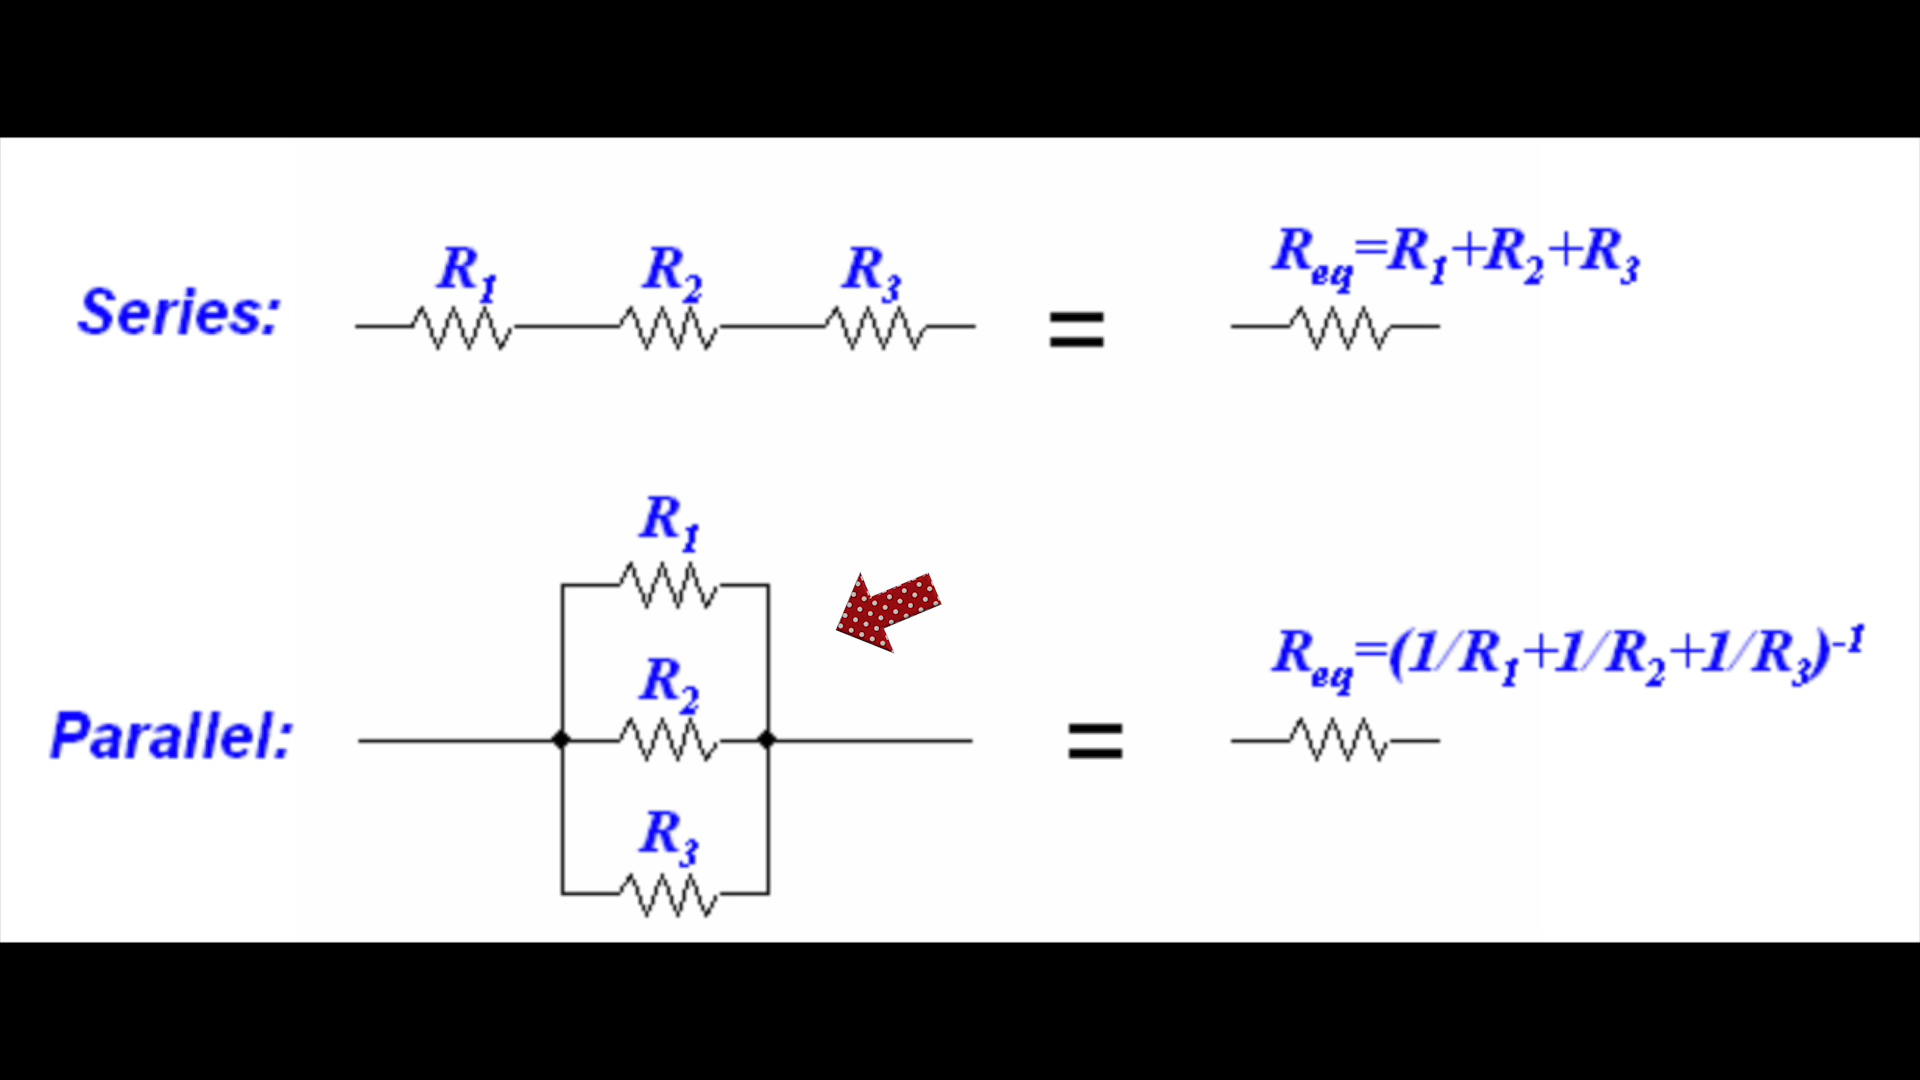 Series: R1 R2 R3 = Req=R1+R2+R3
R1
R2
Parallel: = Req=(1/R1+1/R2+1/R3)-1
R3